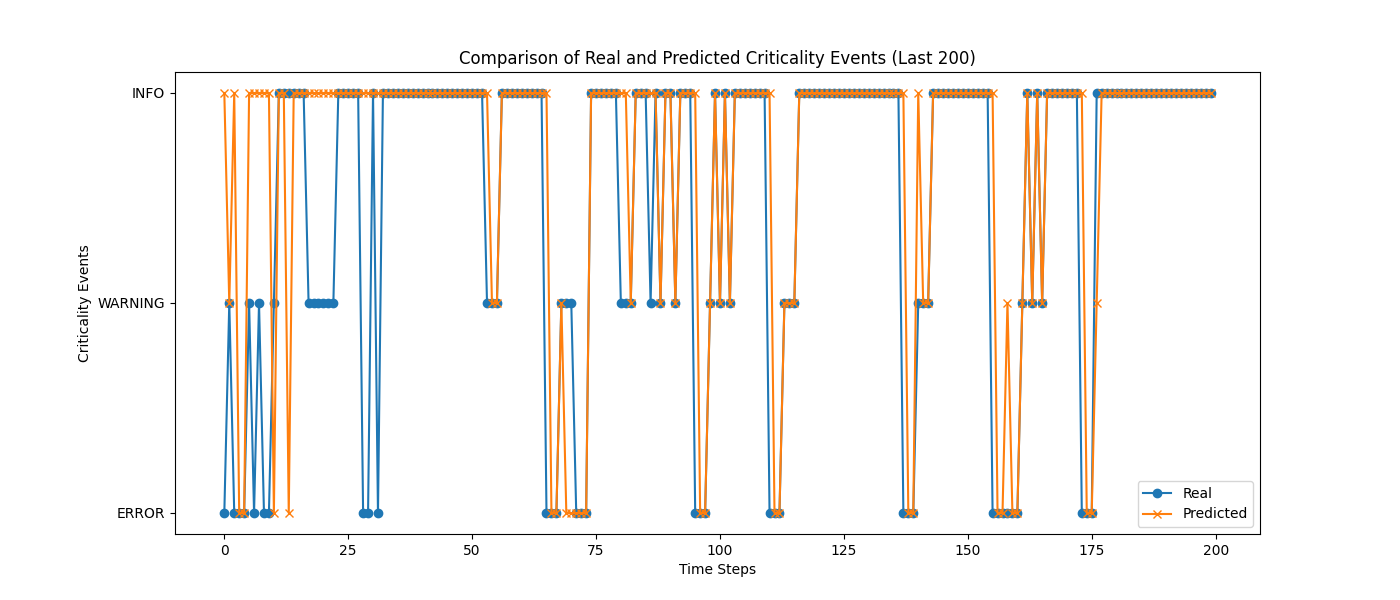 Comparison of Real and Predicted Criticality Events (Last 200)
INFO
WARNING
ERROR
Criticality Events
0 25 50 75 100 125 150 175 200
Time Steps
Real
Predicted